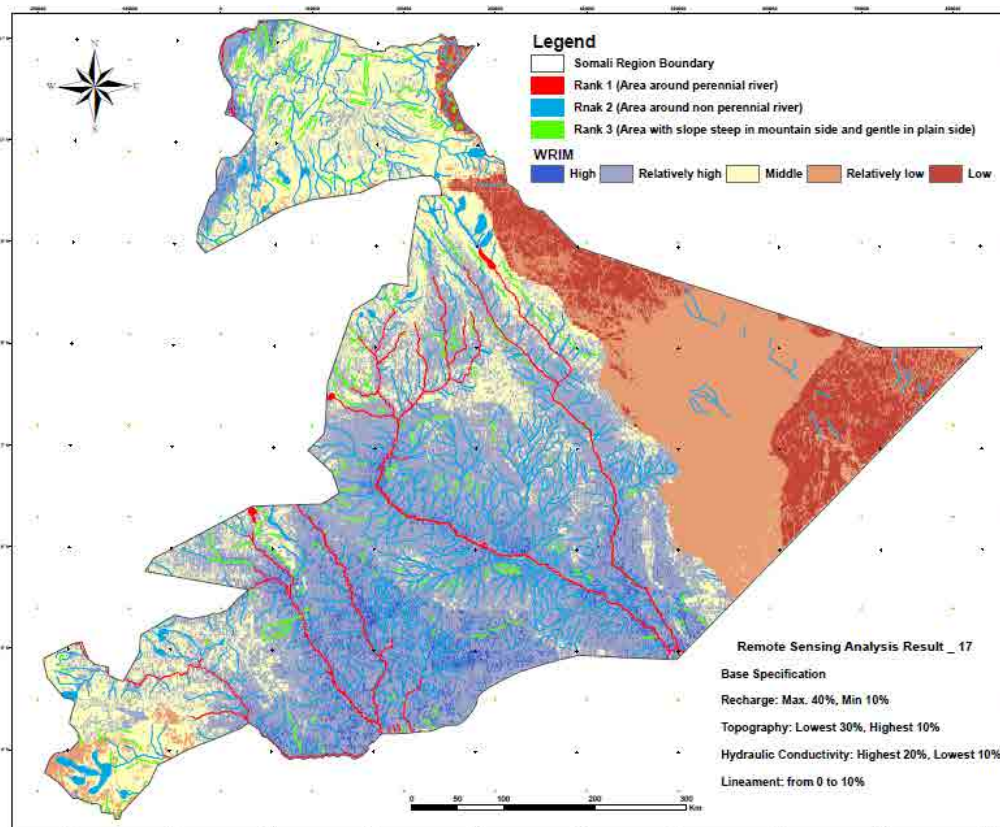 N
W
E
S
Legend
Somali Region Boundary
Rank 1 (Area around perennial river)
Rnak 2 (Area around non perennial river)
Rank 3 (Area with slope steep in mountain side and gentle in plain side)
WRIM
High Relatively high Middle Relatively low Low
Remote Sensing Analysis Result _ 17
Base Specification
Recharge: Max. 40%, Min 10%
Topography: Lowest 30%, Highest 10%
Hydraulic Conductivity: Highest 20%, Lowest 10%
Lineament: from 0 to 10%
0 50 100 200 300
Km